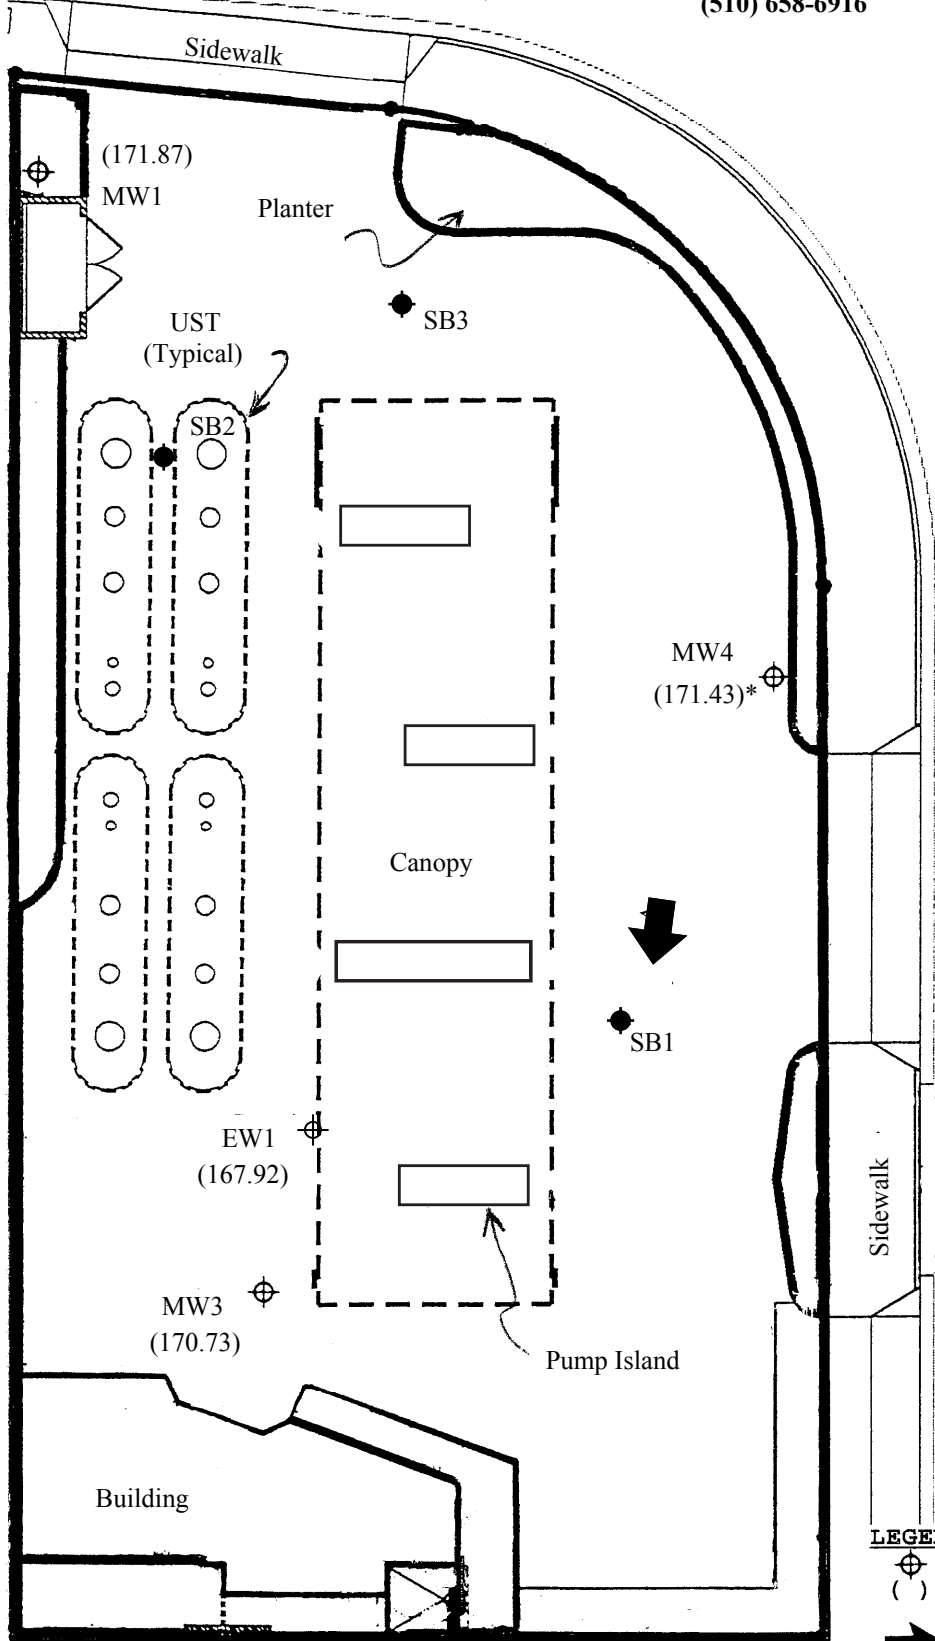 (510) 658-6916
Sidewalk
(171.87)
MW1
Planter
UST
(Typical)
SB3
SB2
MW4
(171.43)*
Canopy
SB1
EW1
(167.92)
Sidewalk
MW3
(170.73)
Pump Island
Building
LEGE
( )